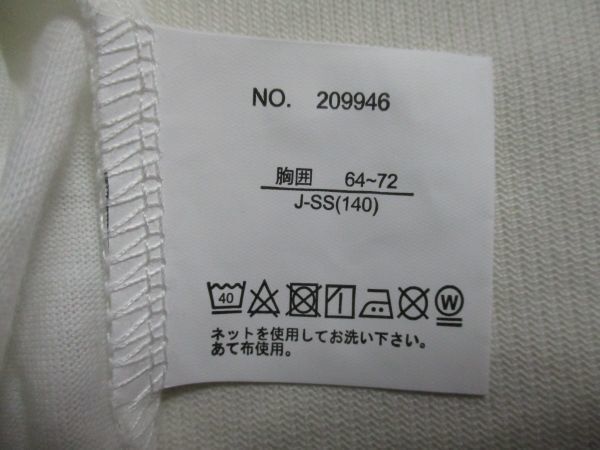 NO. 209946
胸囲 64~72
J-SS(140)
40 W
ネットを使用してお洗い下さい。
あて布使用。